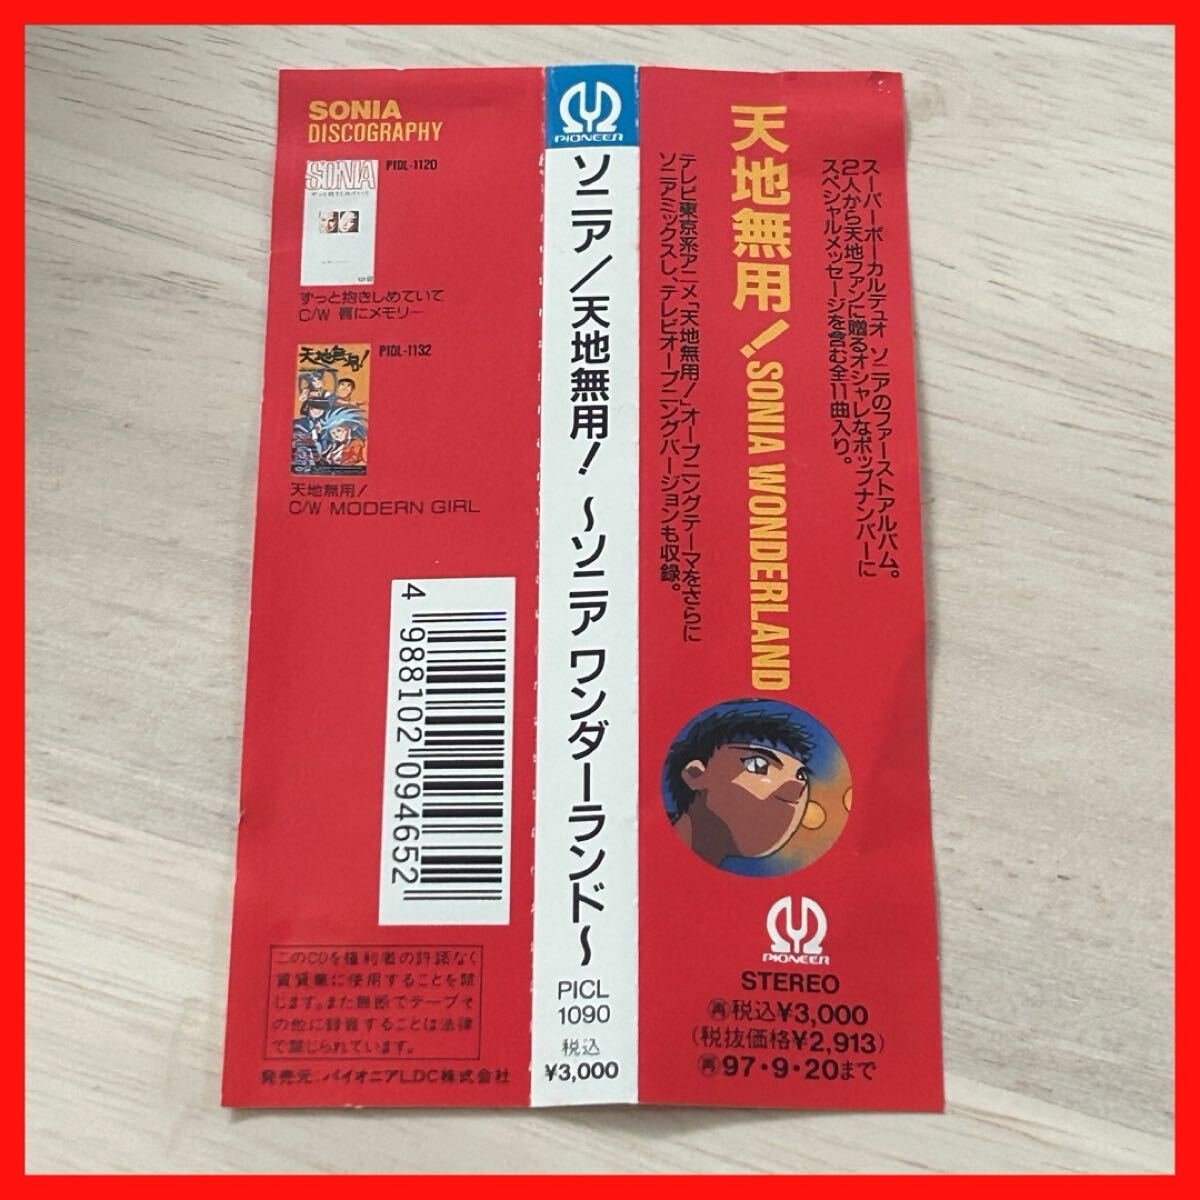 SONIA
DISCOGRAPHY
SONIA
PIDL-1120
ずっと抱きしめていて
C/W 唇にメモリー
天地無用!
PIDL-1132
天地無用!
C/W MODERN GIRL
4 988102 094652
このCDを権利者の許諾なく
賃貸業に使用することを禁
じます。また無断でテープそ
の他に録音することは法律
で禁じられています。
発売元:パイオニアLDC株式会社
PIONEER
ソニア/天地無用! ~ソニア ワンダーランド~
PICL
1090
税込
¥3,000
スーパーボーカルデュオ ソニアのファーストアルバム。
2人から天地ファンに贈るオシャレなポップナンバーに
スペシャルメッセージを含む全11曲入り。
天地無用! SONIA WONDERLAND
テレビ東京系アニメ「天地無用!」オープニングテーマをさらに
ソニアミックスし、テレビオープニングバージョンも収録。
PIONEER
STEREO
再税込¥3,000
(税抜価格¥2,913)
再97・9・20まで